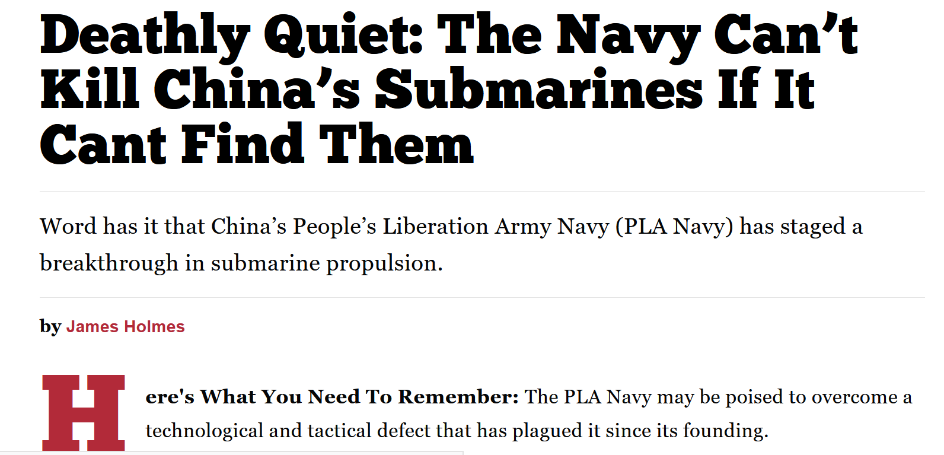 Deathly Quiet: The Navy Can’t
Kill China’s Submarines If It
Cant Find Them
Word has it that China’s People’s Liberation Army Navy (PLA Navy) has staged a
breakthrough in submarine propulsion.
by James Holmes
Here's What You Need To Remember: The PLA Navy may be poised to overcome a
technological and tactical defect that has plagued it since its founding.